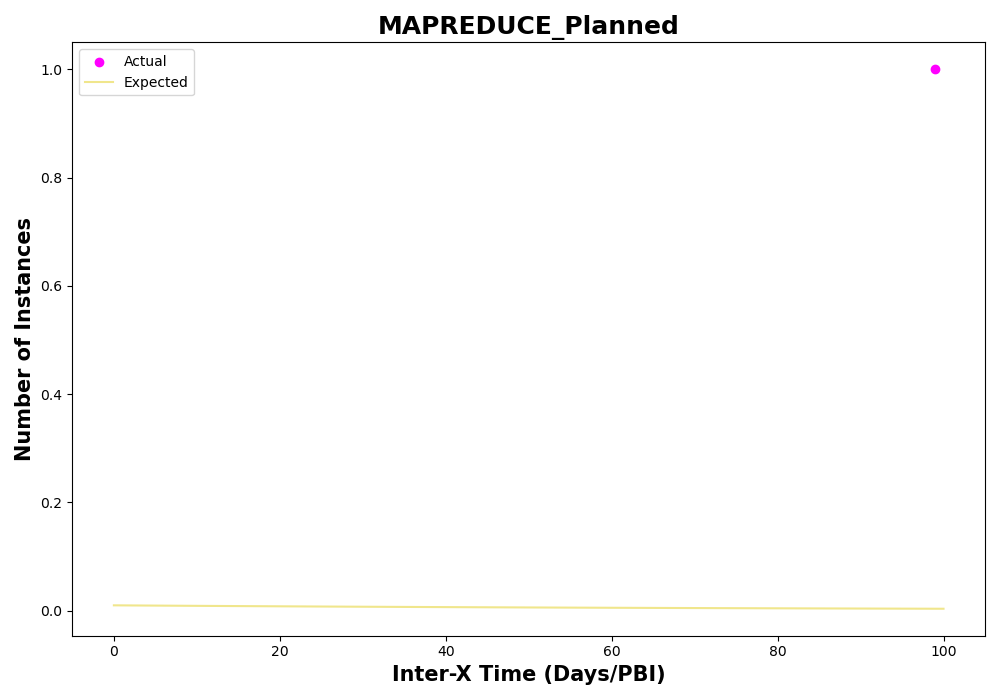 MAPREDUCE_Planned
Actual
Expected
Number of Instances
1.0
0.8
0.6
0.4
0.2
0.0
0 20 40 60 80 100
Inter-X Time (Days/PBI)